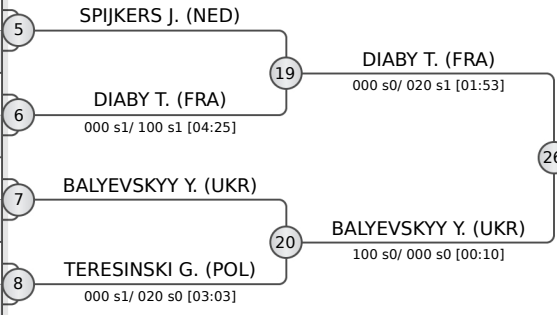 SPIJKERS J. (NED)
5
19
DIABY T. (FRA)
000 s0/ 020 s1 [01:53]
DIABY T. (FRA)
6
000 s1/ 100 s1 [04:25]
26
BALYEVSKYY Y. (UKR)
7
20
BALYEVSKYY Y. (UKR)
100 s0/ 000 s0 [00:10]
TERESINSKI G. (POL)
8
000 s1/ 020 s0 [03:03]